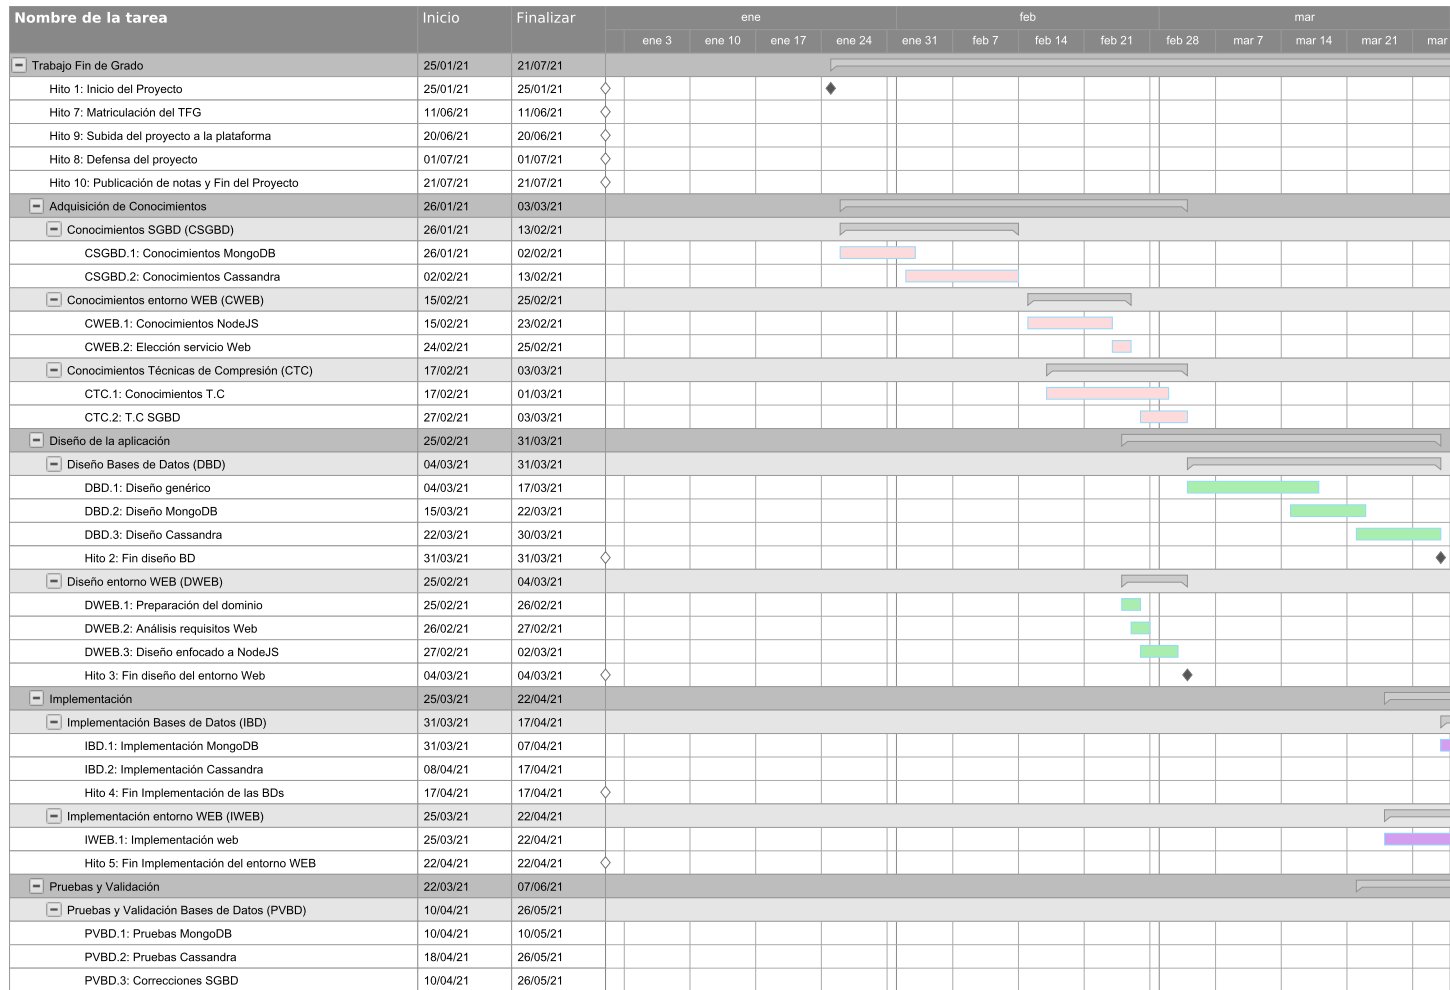 Nombre de la tarea Inicio Finalizar ene feb mar
ene 3 ene 10 ene 17 ene 24 ene 31 feb 7 feb 14 feb 21 feb 28 mar 7 mar 14 mar 21 mar
Trabajo Fin de Grado 25/01/21 21/07/21
Hito 1: Inicio del Proyecto 25/01/21 25/01/21
Hito 7: Matriculación del TFG 11/06/21 11/06/21
Hito 9: Subida del proyecto a la plataforma 20/06/21 20/06/21
Hito 8: Defensa del proyecto 01/07/21 01/07/21
Hito 10: Publicación de notas y Fin del Proyecto 21/07/21 21/07/21
Adquisición de Conocimientos 26/01/21 03/03/21
Conocimientos SGBD (CSGBD) 26/01/21 13/02/21
CSGBD.1: Conocimientos MongoDB 26/01/21 02/02/21
CSGBD.2: Conocimientos Cassandra 02/02/21 13/02/21
Conocimientos entorno WEB (CWEB) 15/02/21 25/02/21
CWEB.1: Conocimientos NodeJS 15/02/21 23/02/21
CWEB.2: Elección servicio Web 24/02/21 25/02/21
Conocimientos Técnicas de Compresión (CTC) 17/02/21 03/03/21
CTC.1: Conocimientos T.C 17/02/21 01/03/21
CTC.2: T.C SGBD 27/02/21 03/03/21
Diseño de la aplicación 25/02/21 31/03/21
Diseño Bases de Datos (DBD) 04/03/21 31/03/21
DBD.1: Diseño genérico 04/03/21 17/03/21
DBD.2: Diseño MongoDB 15/03/21 22/03/21
DBD.3: Diseño Cassandra 22/03/21 30/03/21
Hito 2: Fin diseño BD 31/03/21 31/03/21
Diseño entorno WEB (DWEB) 25/02/21 04/03/21
DWEB.1: Preparación del dominio 25/02/21 26/02/21
DWEB.2: Análisis requisitos Web 26/02/21 27/02/21
DWEB.3: Diseño enfocado a NodeJS 27/02/21 02/03/21
Hito 3: Fin diseño del entorno Web 04/03/21 04/03/21
Implementación 25/03/21 22/04/21
Implementación Bases de Datos (IBD) 31/03/21 17/04/21
IBD.1: Implementación MongoDB 31/03/21 07/04/21
IBD.2: Implementación Cassandra 08/04/21 17/04/21
Hito 4: Fin Implementación de las BDs 17/04/21 17/04/21
Implementación entorno WEB (IWEB) 25/03/21 22/04/21
IWEB.1: Implementación web 25/03/21 22/04/21
Hito 5: Fin Implementación del entorno WEB 22/04/21 22/04/21
Pruebas y Validación 22/03/21 07/06/21
Pruebas y Validación Bases de Datos (PVBD) 10/04/21 26/05/21
PVBD.1: Pruebas MongoDB 10/04/21 10/05/21
PVBD.2: Pruebas Cassandra 18/04/21 26/05/21
PVBD.3: Correcciones SGBD 10/04/21 26/05/21